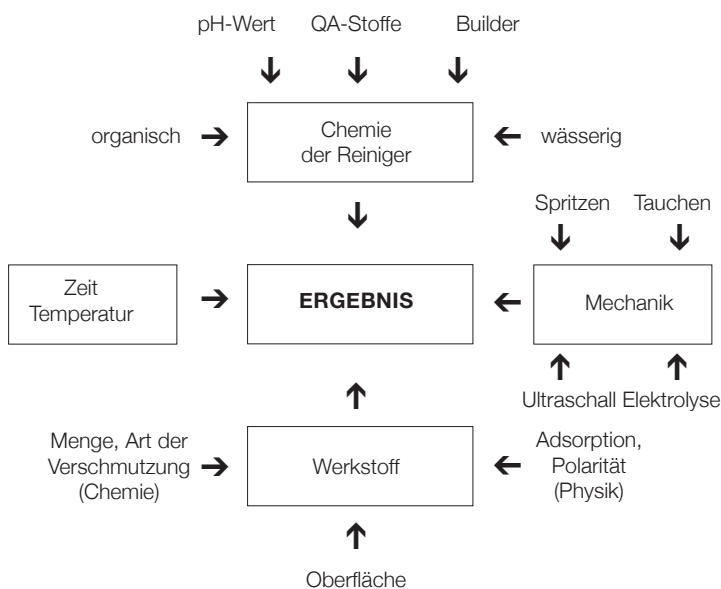 pH-Wert QA-Stoffe Builder
organisch
Chemie
der Reiniger
wässerig
Spritzen Tauchen
Zeit
Temperatur
ERGEBNIS
Mechanik
Ultraschall Elektrolyse
Menge, Art der
Verschmutzung
(Chemie)
Werkstoff
Adsorption,
Polarität
(Physik)
Oberfläche